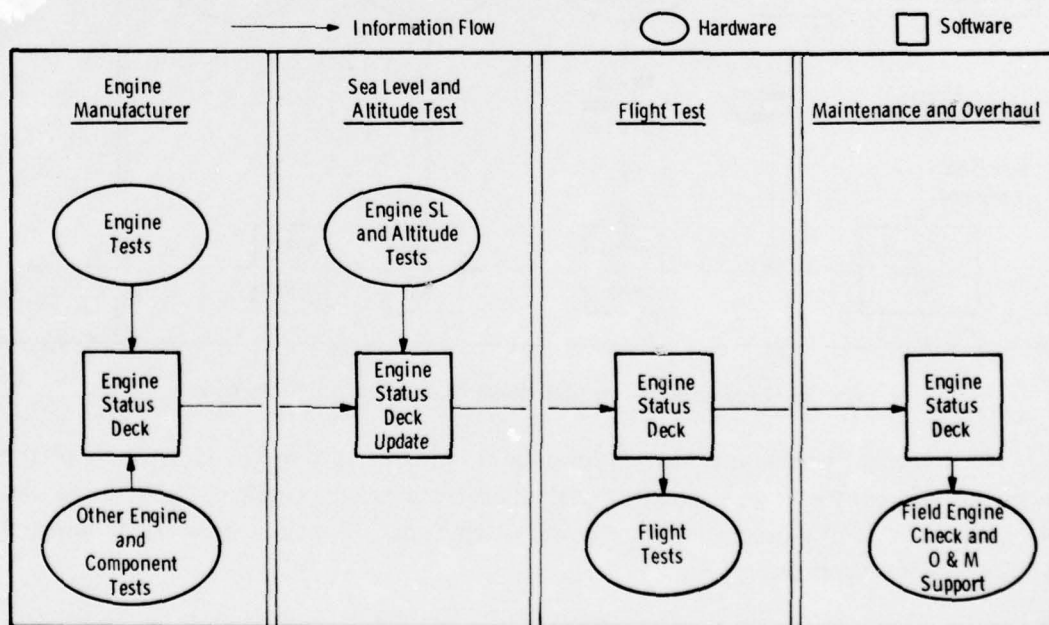 Information Flow
Hardware
Software
Engine
Manufacturer
Sea Level and
Altitude Test
Flight Test
Maintenance and Overhaul
Engine
Tests
Engine SL
and Altitude
Tests
Engine
Status
Deck
Engine
Status
Deck
Update
Engine
Status
Deck
Engine
Status
Deck
Other Engine
and
Component
Tests
Flight
Tests
Field Engine
Check and
O & M
Support